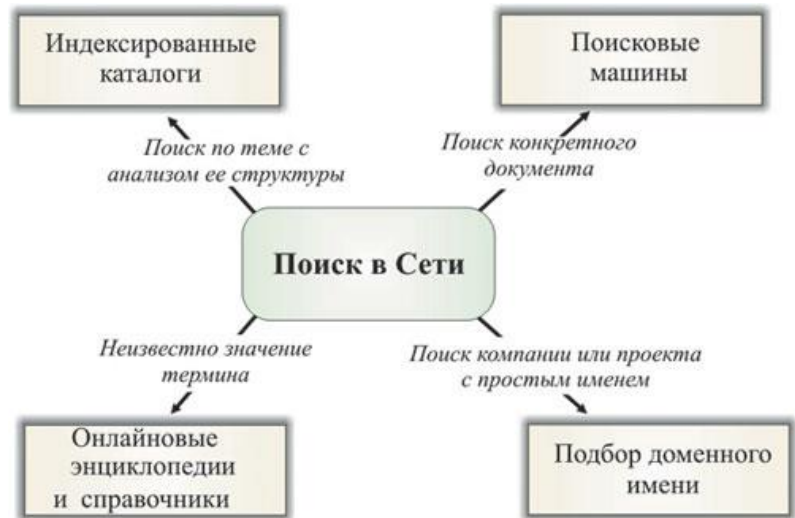 Индексированные
каталоги
Поисковые
машины
Поиск по теме с
анализом ее структуры
Поиск конкретного
документа
Поиск в Сети
Неизвестно значение
термина
Поиск компании или проекта
с простым именем
Онлайновые
энциклопедии
и справочники
Подбор доменного
имени